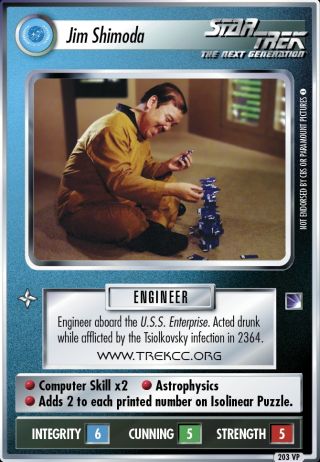 Jim Shimoda
STAR TREK
THE NEXT GENERATION
NOT ENDORSED BY CBS OR PARAMOUNT PICTURES
ENGINEER
Engineer aboard the U.S.S. Enterprise. Acted drunk
while afflicted by the Tsiolkovsky infection in 2364.
WWW.TREKCC.ORG
Computer Skill x2 Astrophysics
Adds 2 to each printed number on Isolinear Puzzle.
INTEGRITY 6 CUNNING 5 STRENGTH 5
203 VP